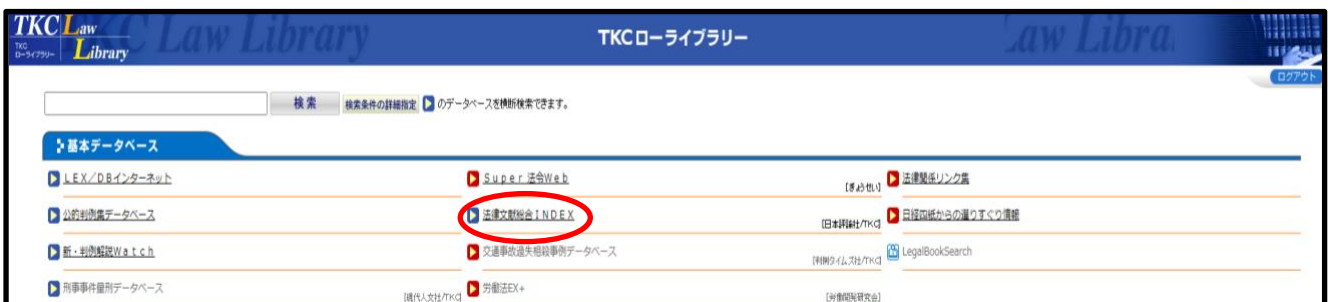 TKC Law Library
TKC ローライブラリー
TKCローライブラリー
ログアウト
検索 検索条件の詳細指定 のデータベースを横断検索できます。
基本データベース
LEX/DBインターネット
Super法令Web [ぎょうせい]
法律関係リンク集
公的判例集データベース
法律文献総合INDEX [日本評論社/TKC]
日経四紙からの選りすぐり情報
新・判例解説Watch
交通事故過失相殺事例データベース [判例タイムズ社/TKC]
LegalBookSearch
刑事事件量刑データベース [現代人文社/TKC]
労働法EX+ [労働開発研究会]